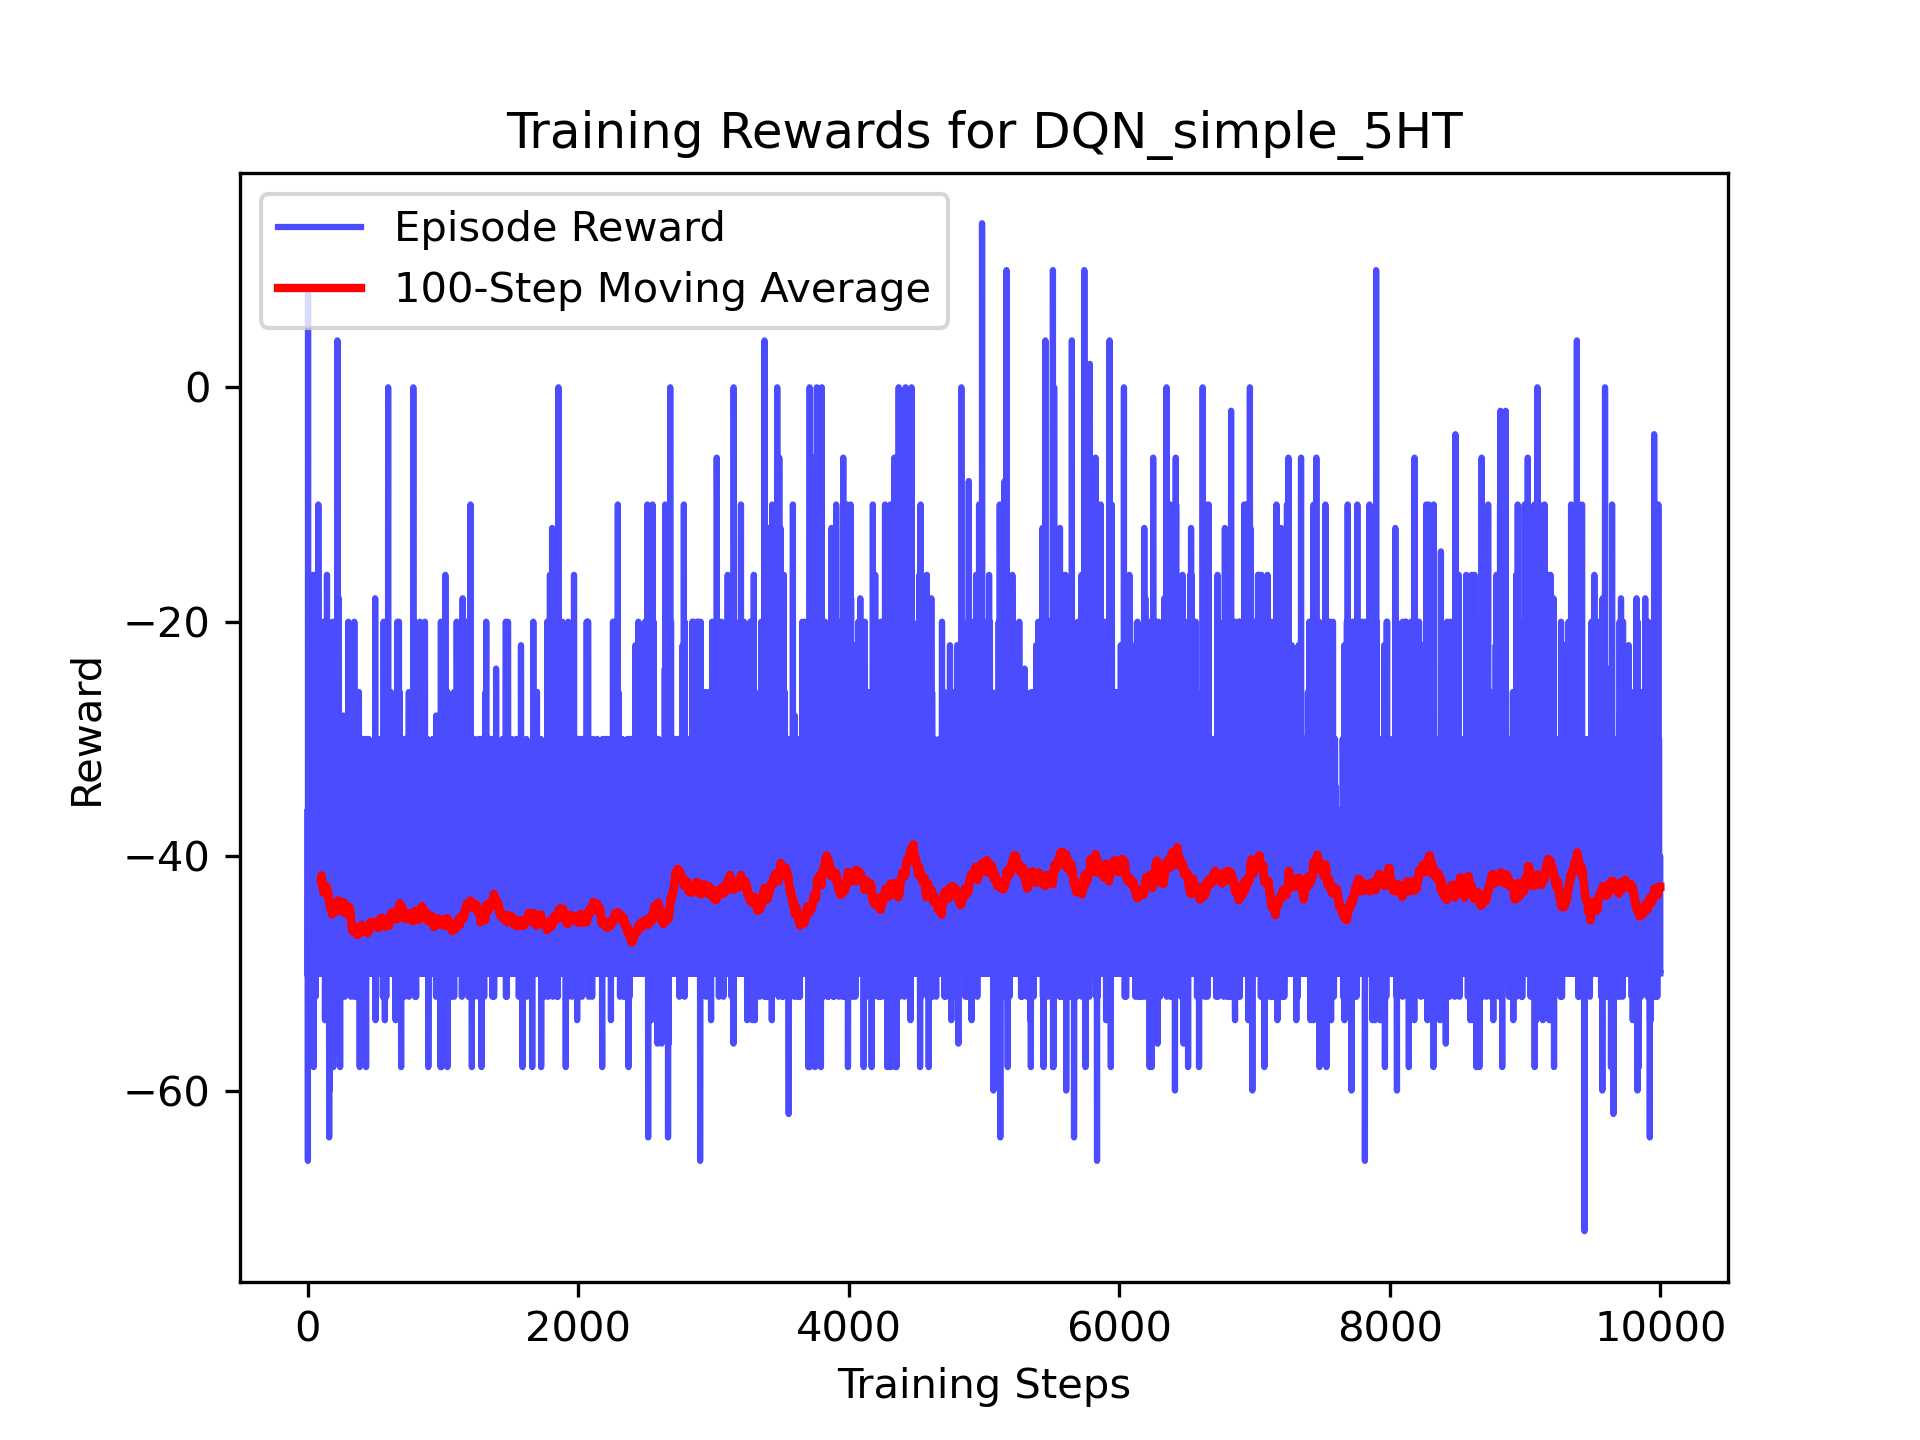 Training Rewards for DQN_simple_5HT
Episode Reward
100-Step Moving Average
Reward
0
−20
−40
−60
0 2000 4000 6000 8000 10000
Training Steps